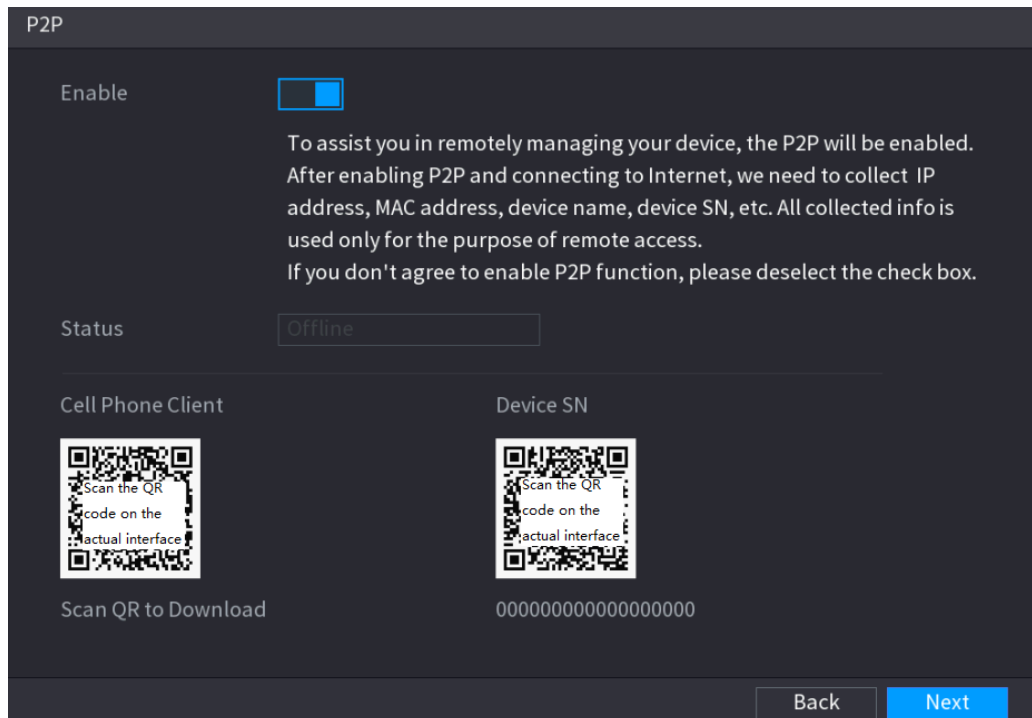 P2P
Enable
To assist you in remotely managing your device, the P2P will be enabled.
After enabling P2P and connecting to Internet, we need to collect IP
address, MAC address, device name, device SN, etc. All collected info is
used only for the purpose of remote access.
If you don't agree to enable P2P function, please deselect the check box.
Status
Offline
Cell Phone Client
Device SN
Scan the QR
code on the
actual interface
Scan the QR
code on the
actual interface
Scan QR to Download
000000000000000000
Back
Next